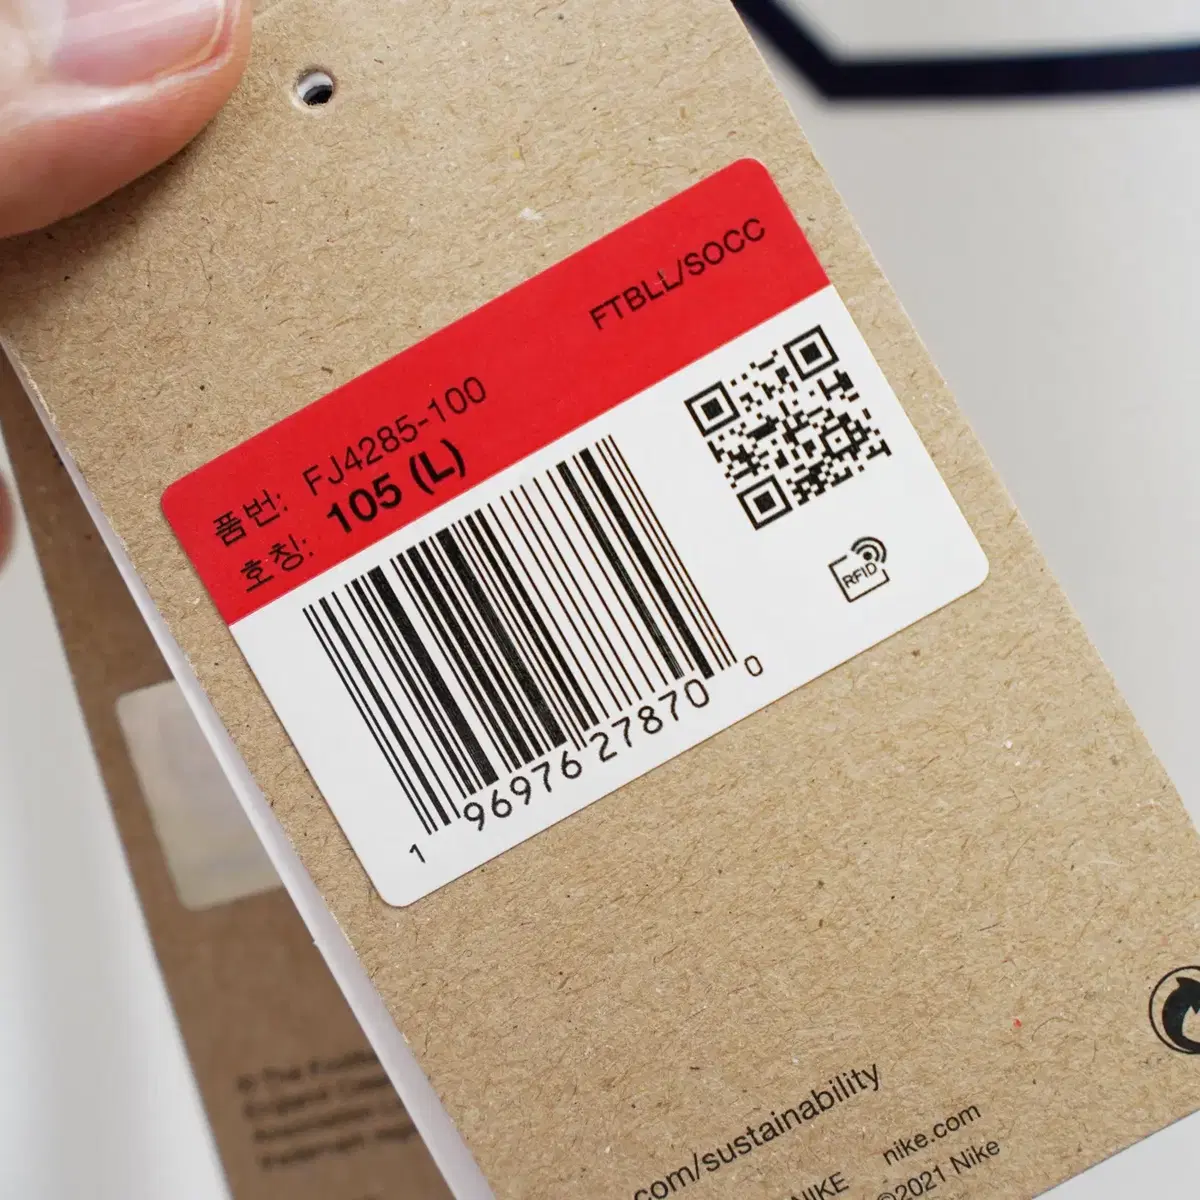 FTBLL/SOCC
품번: FJ4285-100
호칭: 105 (L)
RFID
1 96976 27870 0
com/sustainability
NIKE nike.com
©2021 Nike